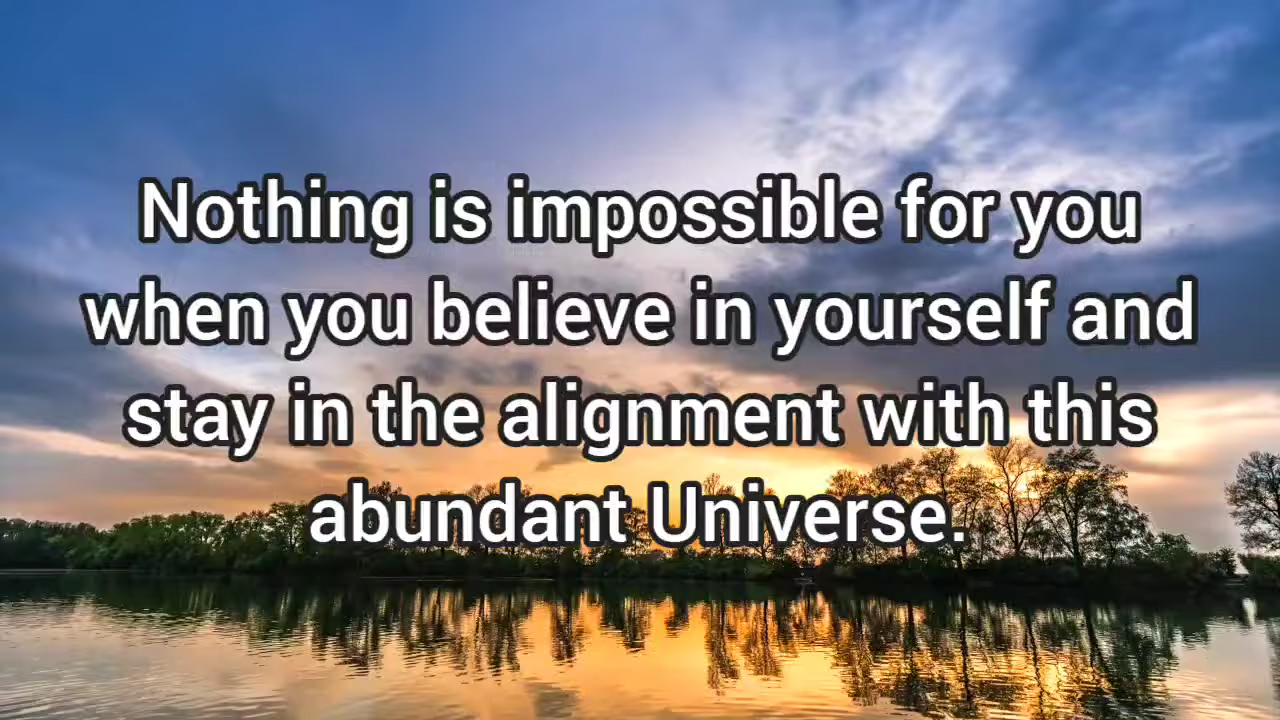 Nothing is impossible for you
when you believe in yourself and
stay in the alignment with this
abundant Universe.